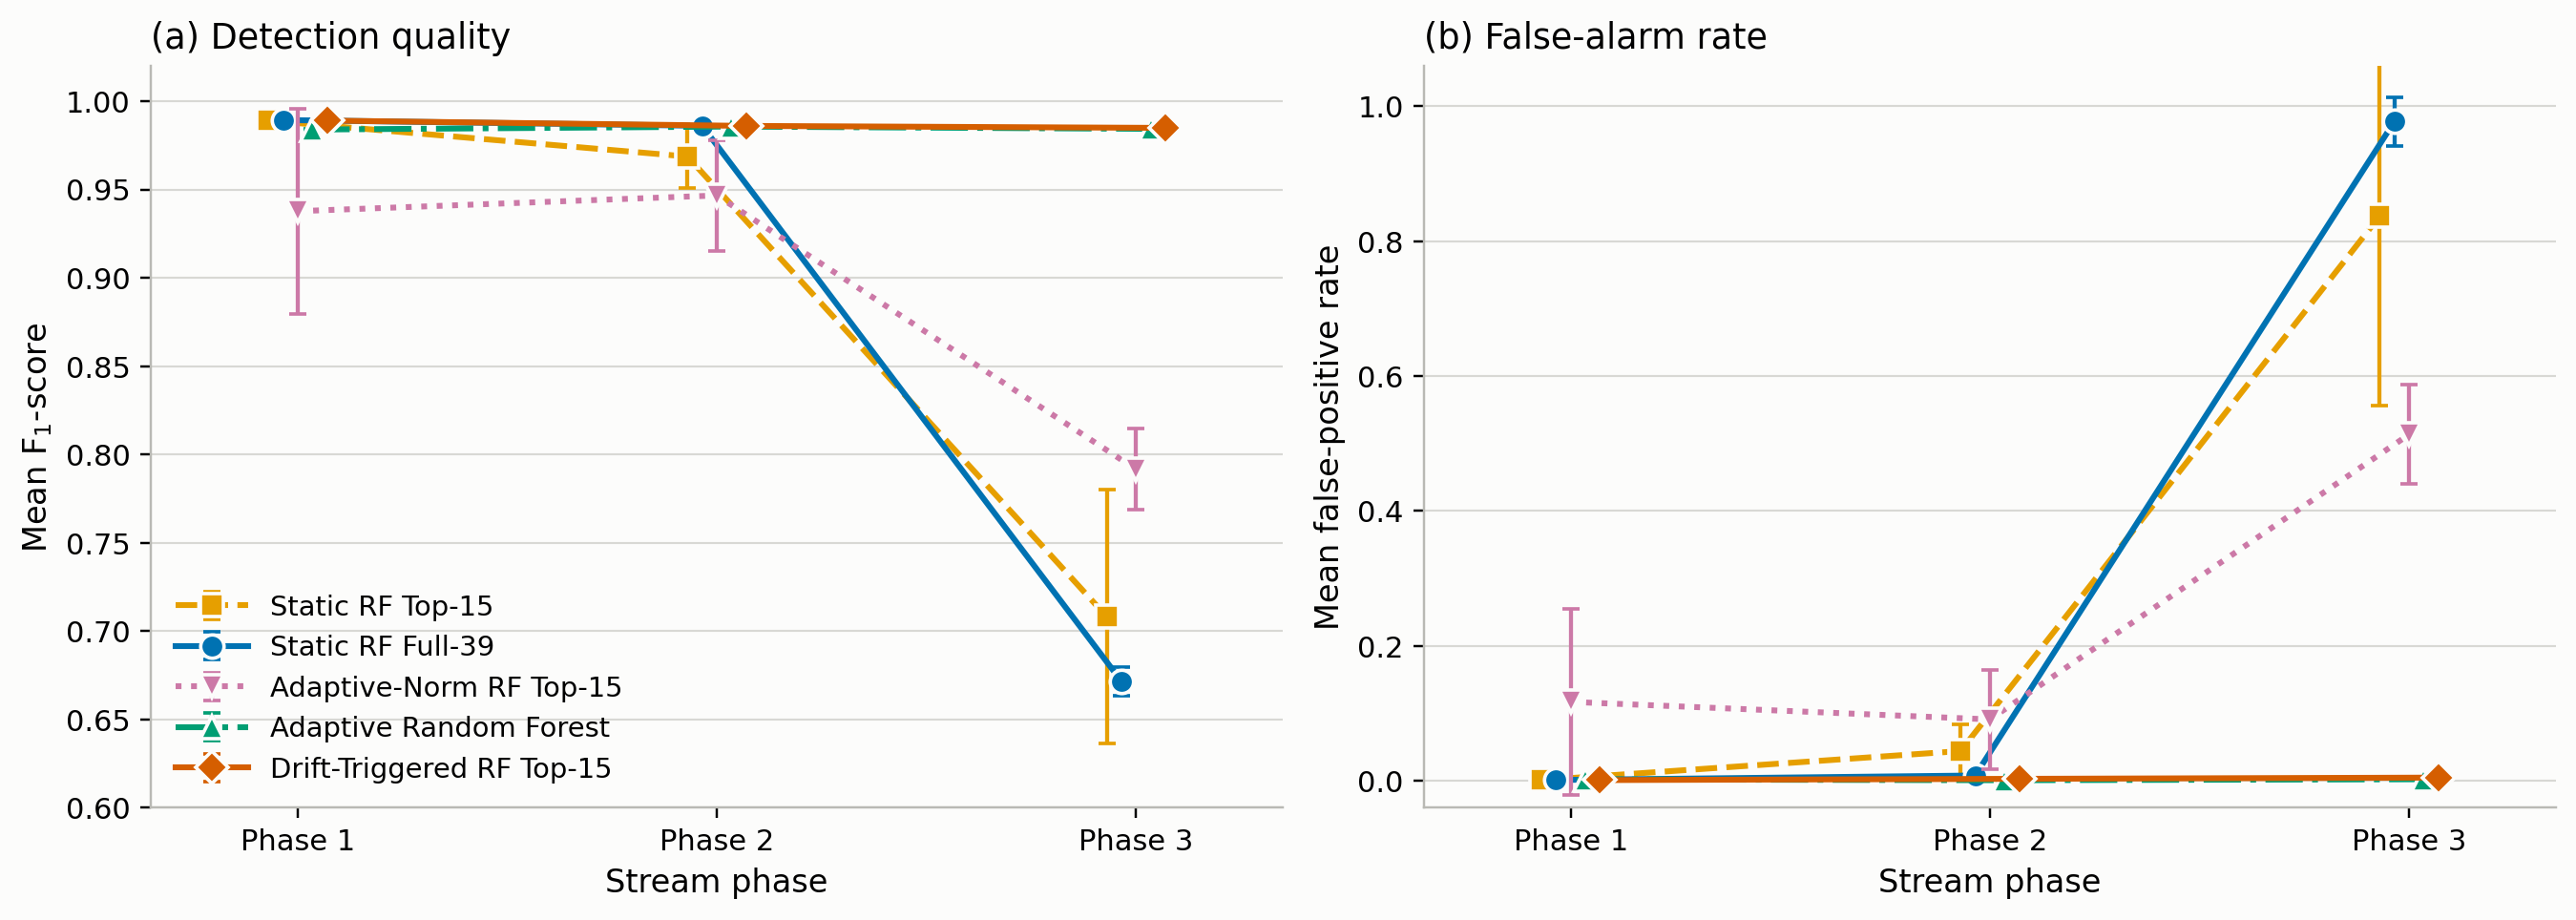 (a) Detection quality
Mean F₁-score
1.00
0.95
0.90
0.85
0.80
0.75
0.70
0.65
0.60
Static RF Top-15
Static RF Full-39
Adaptive-Norm RF Top-15
Adaptive Random Forest
Drift-Triggered RF Top-15
Phase 1
Phase 2
Phase 3
Stream phase
(b) False-alarm rate
Mean false-positive rate
1.0
0.8
0.6
0.4
0.2
0.0
Phase 1
Phase 2
Phase 3
Stream phase